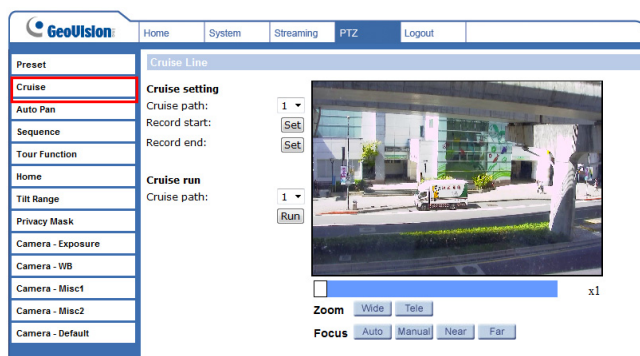 GeoVision
Home System Streaming PTZ Logout
Preset
Cruise
Auto Pan
Sequence
Tour Function
Home
Tilt Range
Privacy Mask
Camera - Exposure
Camera - WB
Camera - Misc1
Camera - Misc2
Camera - Default
Cruise Line
Cruise setting
Cruise path: 1
Record start: Set
Record end: Set
Cruise run
Cruise path: 1
Run
x1
Zoom Wide Tele
Focus Auto Manual Near Far